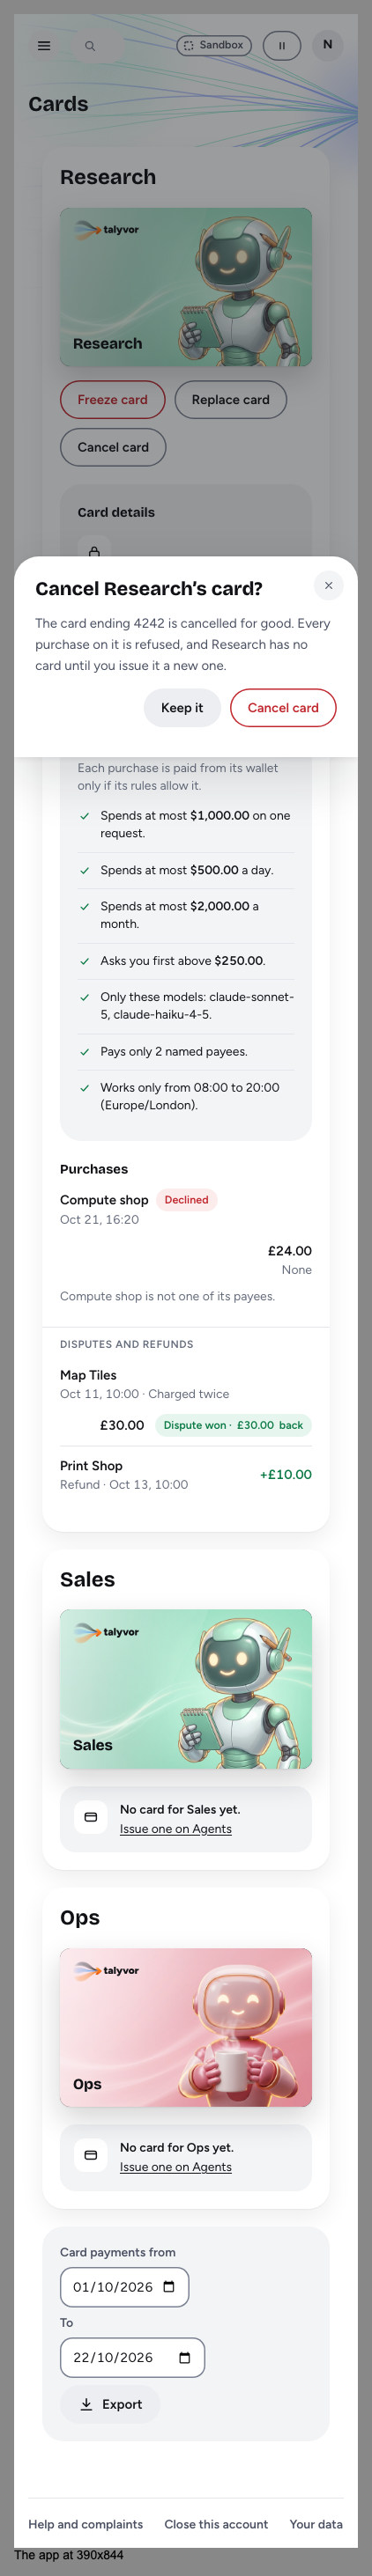 Sandbox
N
Cards
Research
talyvor
Research
Freeze card
Replace card
Cancel card
Card details
Cancel Research's card?
The card ending 4242 is cancelled for good. Every
purchase on it is refused, and Research has no
card until you issue it a new one.
Keep it
Cancel card
Each purchase is paid from its wallet
only if its rules allow it.
Spends at most $1,000.00 on one
request.
Spends at most $500.00 a day.
Spends at most $2,000.00 a
month.
Asks you first above $250.00.
Only these models: claude-sonnet-
5, claude-haiku-4-5.
Pays only 2 named payees.
Works only from 08:00 to 20:00
(Europe/London).
Purchases
Compute shop Declined
Oct 21, 16:20
£24.00
None
Compute shop is not one of its payees.
DISPUTES AND REFUNDS
Map Tiles
Oct 11, 10:00 · Charged twice
£30.00 Dispute won · £30.00 back
Print Shop
+£10.00
Refund · Oct 13, 10:00
Sales
talyvor
Sales
No card for Sales yet.
Issue one on Agents
Ops
talyvor
Ops
No card for Ops yet.
Issue one on Agents
Card payments from
01/10/2026
To
22/10/2026
Export
Help and complaints Close this account Your data
The app at 390x844